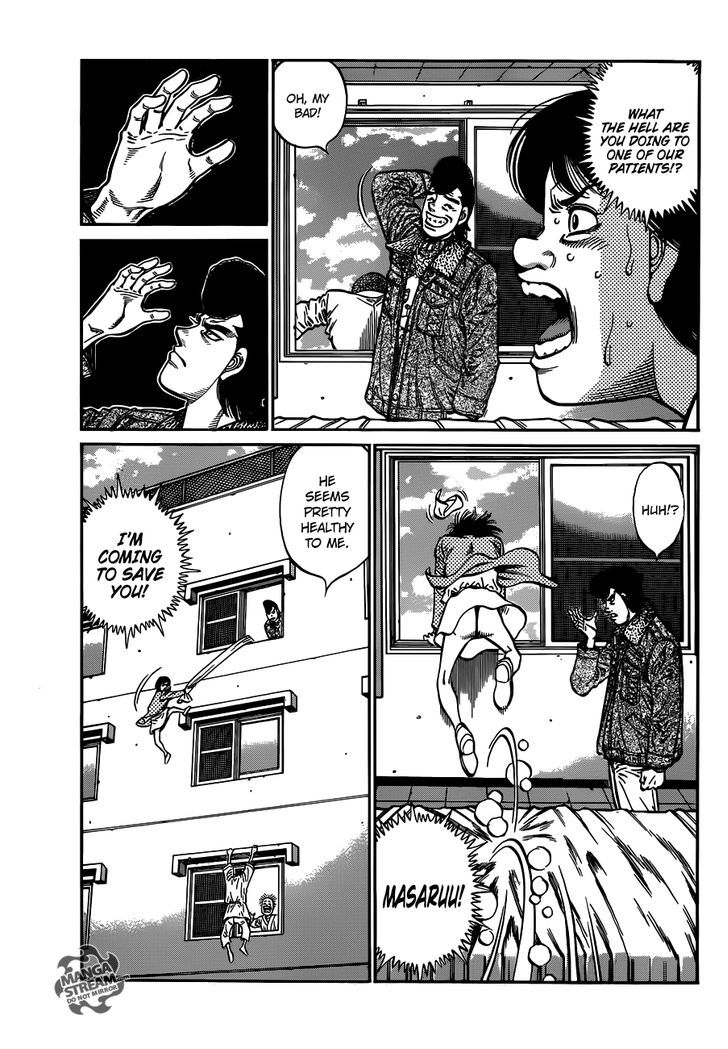 WHAT
THE HELL ARE
YOU DOING TO
ONE OF OUR
PATIENTS!?
OH, MY
BAD!
HUH!?
MASARUU!
HE
SEEMS
PRETTY
HEALTHY
TO ME.
I'M
COMING
TO SAVE
YOU!
MANGA
STREAM.com
DO NOT MIRROR